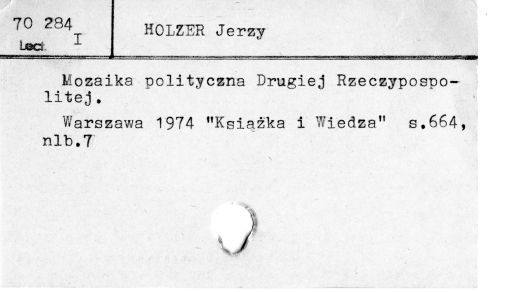 70 284
Lect.
I
HOLZER Jerzy
Mozaika polityczna Drugiej Rzeczypospo-
litej.
Warszawa 1974 "Książka i Wiedza" s.664,
nlb.7